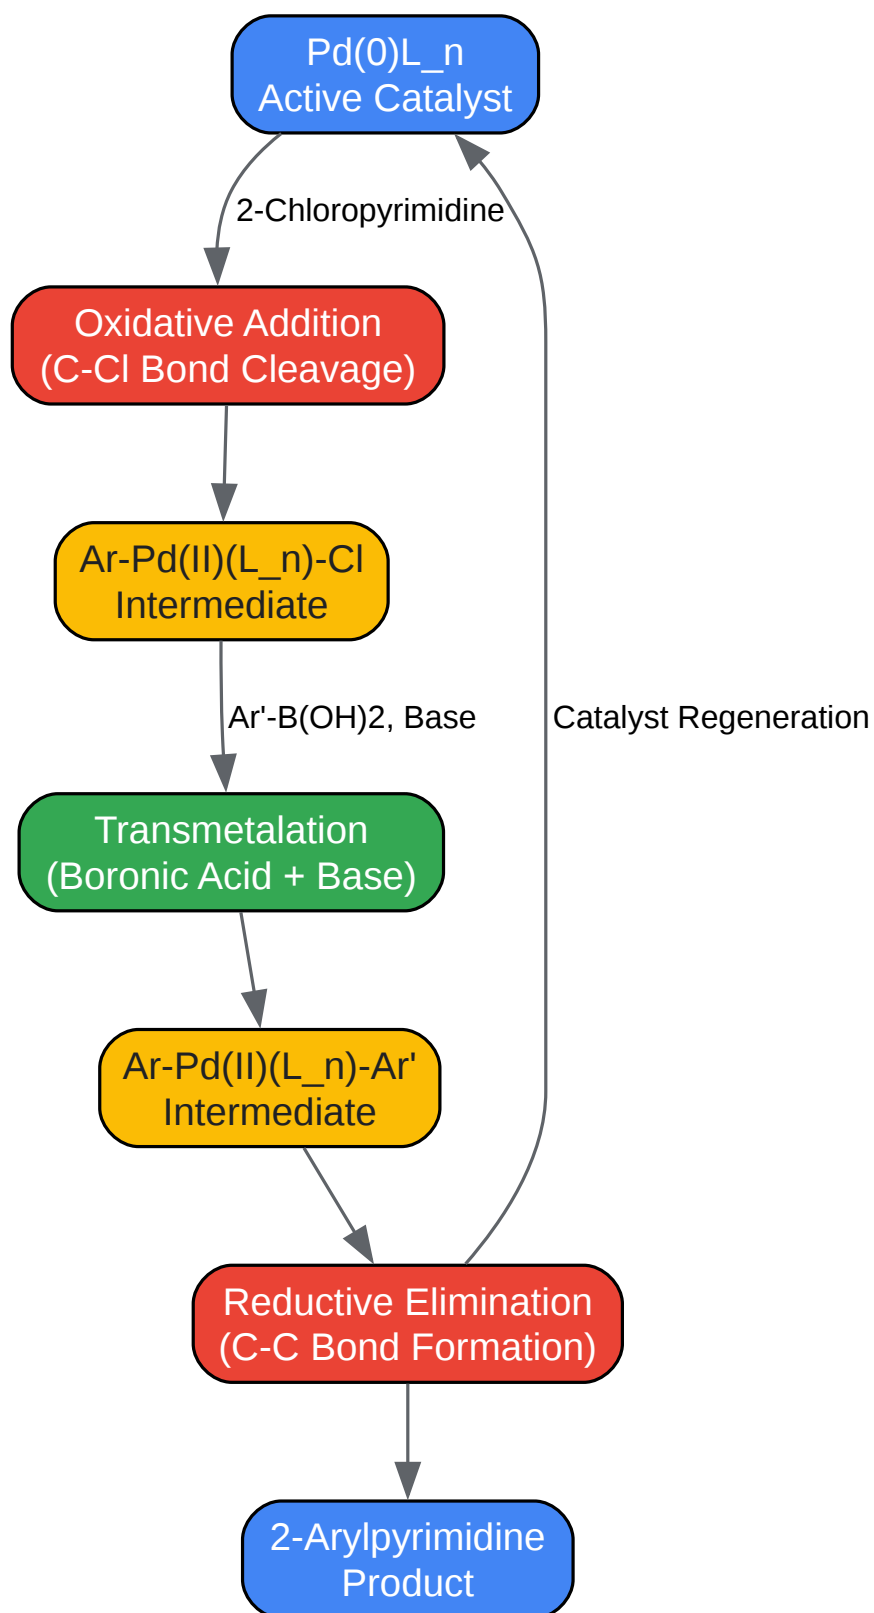 Pd(0)L_n
Active Catalyst
2-Chloropyrimidine
Oxidative Addition
(C-Cl Bond Cleavage)
Ar-Pd(II)(L_n)-Cl
Intermediate
Ar'-B(OH)2, Base
Catalyst Regeneration
Transmetalation
(Boronic Acid + Base)
Ar-Pd(II)(L_n)-Ar'
Intermediate
Reductive Elimination
(C-C Bond Formation)
2-Arylpyrimidine
Product